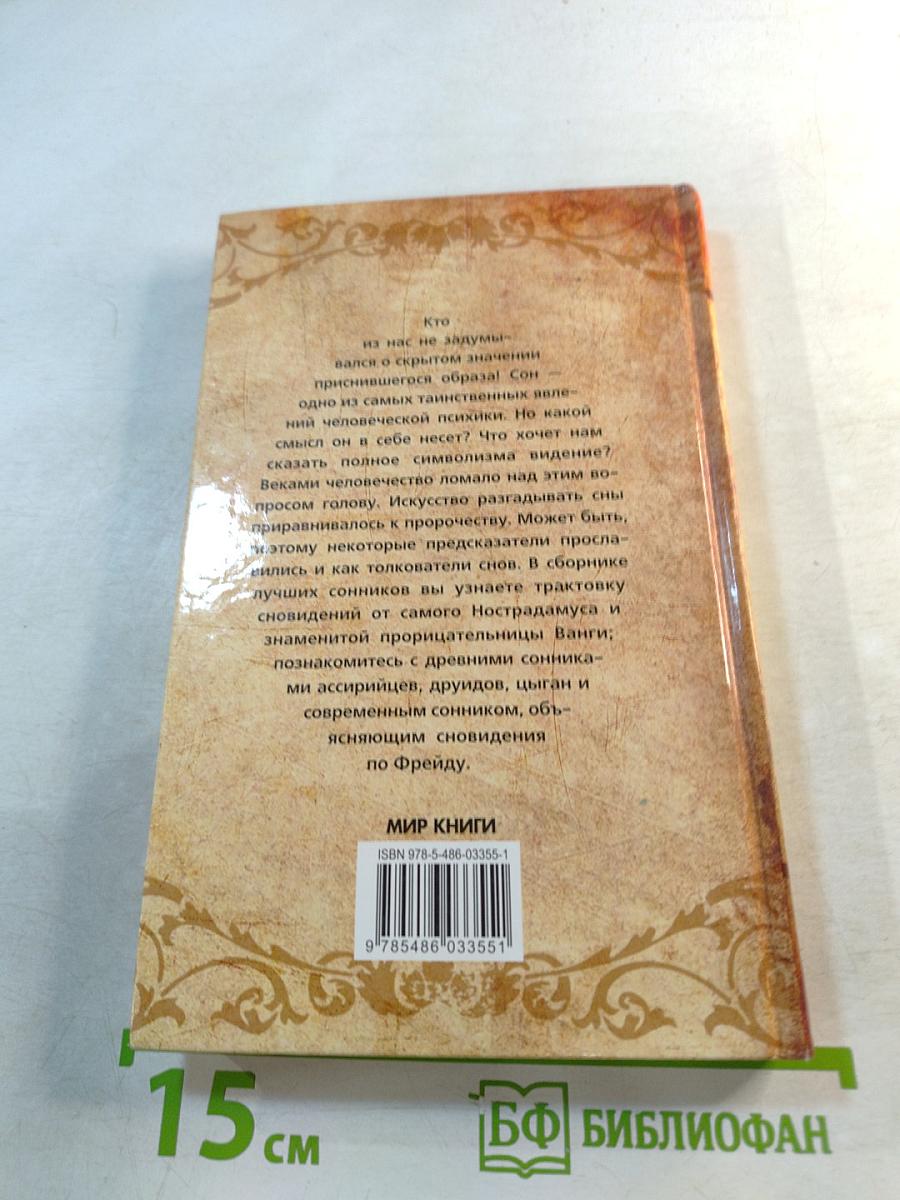 Кто
из нас не задумы-
вался о скрытом значении
приснившегося образа! Сон —
одно из самых таинственных явле-
ний человеческой психики. Но какой
смысл он в себе несет? Что хочет нам
сказать полное символизма видение?
Веками человечество ломало над этим во-
просом голову. Искусство разгадывать сны
приравнивалось к пророчеству. Может быть,
поэтому некоторые предсказатели просла-
вились и как толкователи снов. В сборнике
лучших сонников вы узнаете трактовку
сновидений от самого Нострадамуса и
знаменитой прорицательницы Ванги;
познакомитесь с древними сонника-
ми ассирийцев, друидов, цыган и
современным сонником, объ-
ясняющим сновидения
по Фрейду.
МИР КНИГИ
ISBN 978-5-486-03355-1
9 785486 033551
15 см
БФ БИБЛИОФАН